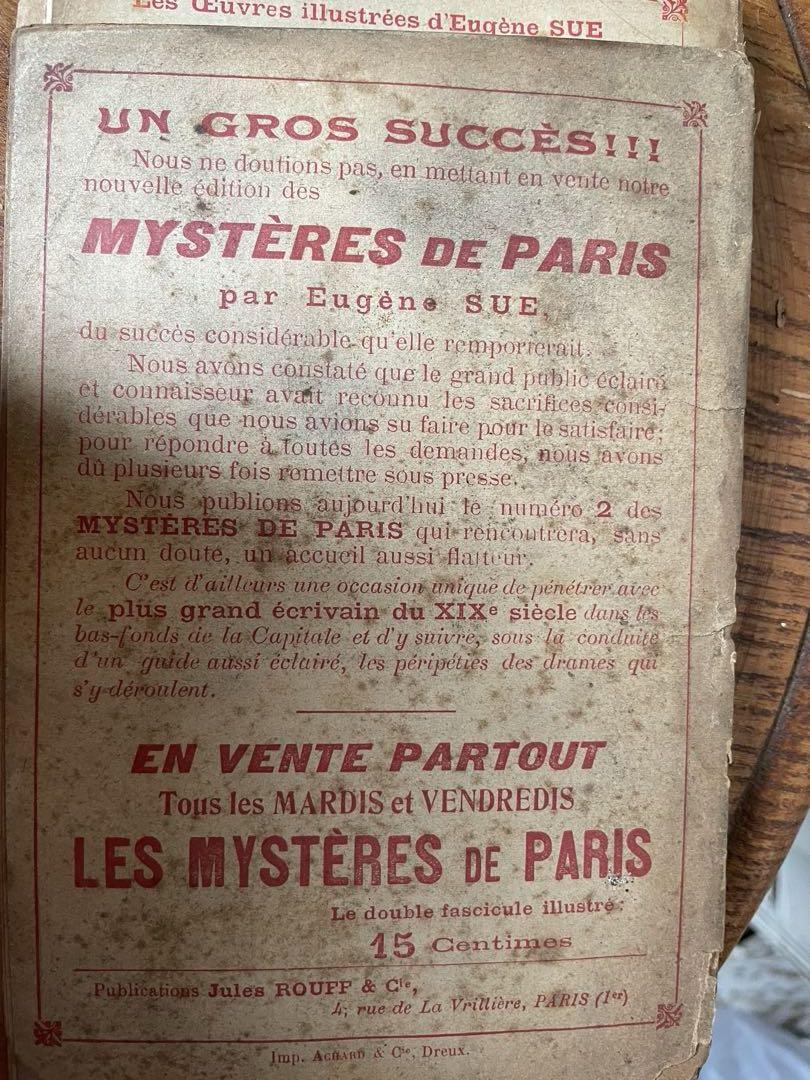 Les Œuvres illustrées d'Eugène SUE
UN GROS SUCCÈS!!!
Nous ne doutions pas, en mettant en vente notre
nouvelle édition des
MYSTÈRES DE PARIS
par Eugène SUE,
du succès considérable qu'elle remporterait.
Nous avons constaté que le grand public éclairé
et connaisseur avait reconnu les sacrifices consi-
dérables que nous avions su faire pour le satisfaire;
pour répondre à toutes les demandes, nous avons
dû plusieurs fois remettre sous presse.
Nous publions aujourd'hui le numéro 2 des
MYSTÈRES DE PARIS qui rencontrera, sans
aucun doute, un accueil aussi flatteur.
C'est d'ailleurs une occasion unique de pénétrer avec
le plus grand écrivain du XIXe siècle dans les
bas-fonds de la Capitale et d'y suivre, sous la conduite
d'un guide aussi éclairé, les péripéties des drames qui
s'y déroulent.
EN VENTE PARTOUT
Tous les MARDIS et VENDREDIS
LES MYSTÈRES DE PARIS
Le double fascicule illustré:
15 Centimes
Publications Jules ROUFF & Cie,
4, rue de La Vrillière, PARIS (1er)
Imp. ACHARD & Cie, Dreux.